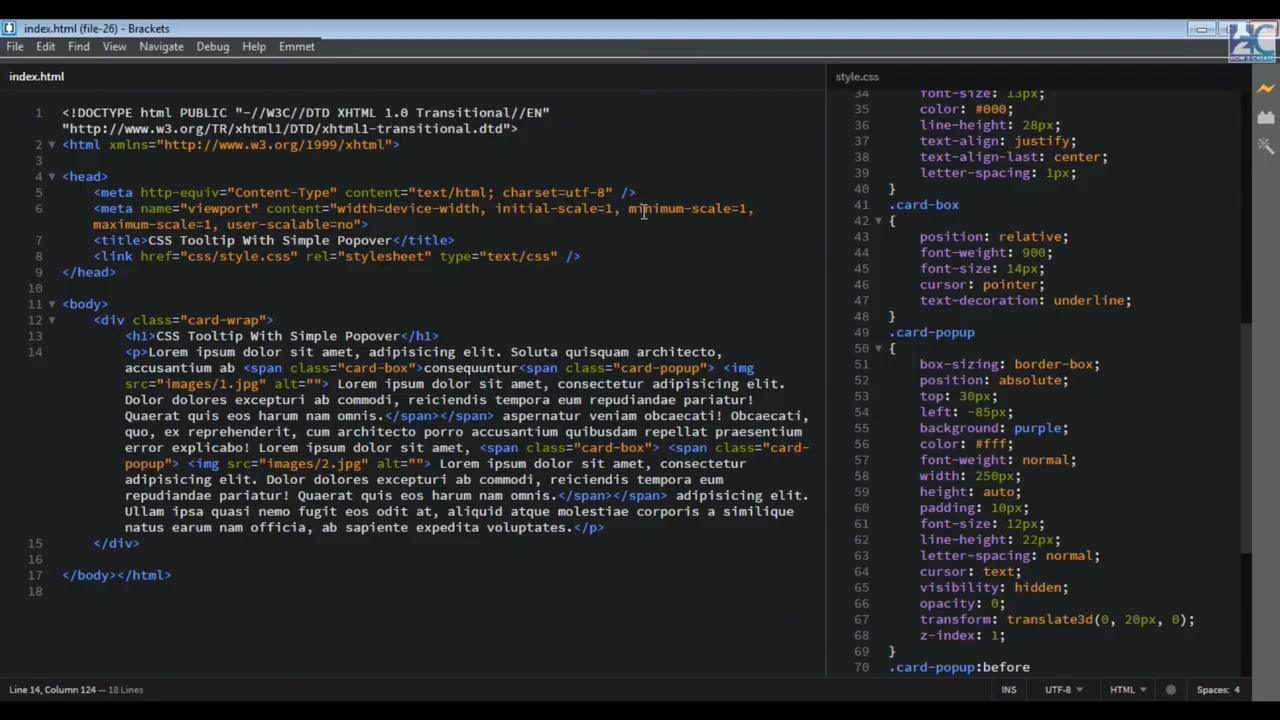 index.html (file-26) - Brackets
HOW 2 CREATE
File Edit Find View Navigate Debug Help Emmet
index.html
1 <!DOCTYPE html PUBLIC "-//W3C//DTD XHTML 1.0 Transitional//EN"
"http://www.w3.org/TR/xhtml1/DTD/xhtml1-transitional.dtd">
2 <html xmlns="http://www.w3.org/1999/xhtml">
3
4 <head>
5 <meta http-equiv="Content-Type" content="text/html; charset=utf-8" />
6 <meta name="viewport" content="width=device-width, initial-scale=1, minimum-scale=1,
maximum-scale=1, user-scalable=no">
7 <title>CSS Tooltip With Simple Popover</title>
8 <link href="css/style.css" rel="stylesheet" type="text/css" />
9 </head>
10
11 <body>
12 <div class="card-wrap">
13 <h1>CSS Tooltip With Simple Popover</h1>
14 <p>Lorem ipsum dolor sit amet, adipisicing elit. Soluta quisquam architecto,
accusantium ab <span class="card-box">consequuntur<span class="card-popup"> <img
src="images/1.jpg" alt=""> Lorem ipsum dolor sit amet, consectetur adipisicing elit.
Dolor dolores excepturi ab commodi, reiciendis tempora eum repudiandae pariatur!
Quaerat quis eos harum nam omnis.</span></span> aspernatur veniam obcaecati! Obcaecati,
quo, ex reprehenderit, cum architecto porro accusantium quibusdam repellat praesentium
error explicabo! Lorem ipsum dolor sit amet, <span class="card-box"> <span class="card-
popup"> <img src="images/2.jpg" alt=""> Lorem ipsum dolor sit amet, consectetur
adipisicing elit. Dolor dolores excepturi ab commodi, reiciendis tempora eum
repudiandae pariatur! Quaerat quis eos harum nam omnis.</span></span> adipisicing elit.
Ullam ipsa quasi nemo fugit eos odit at, aliquid atque molestiae corporis a similique
natus earum nam officia, ab sapiente expedita voluptates.</p>
15 </div>
16
17 </body></html>
18
style.css
34 font-size: 13px;
35 color: #000;
36 line-height: 28px;
37 text-align: justify;
38 text-align-last: center;
39 letter-spacing: 1px;
40 }
41 .card-box
42 {
43 position: relative;
44 font-weight: 900;
45 font-size: 14px;
46 cursor: pointer;
47 text-decoration: underline;
48 }
49 .card-popup
50 {
51 box-sizing: border-box;
52 position: absolute;
53 top: 30px;
54 left: -85px;
55 background: purple;
56 color: #fff;
57 font-weight: normal;
58 width: 250px;
59 height: auto;
60 padding: 10px;
61 font-size: 12px;
62 line-height: 22px;
63 letter-spacing: normal;
64 cursor: text;
65 visibility: hidden;
66 opacity: 0;
67 transform: translate3d(0, 20px, 0);
68 z-index: 1;
69 }
70 .card-popup:before
Line 14, Column 124 — 18 Lines
INS UTF-8 HTML Spaces: 4